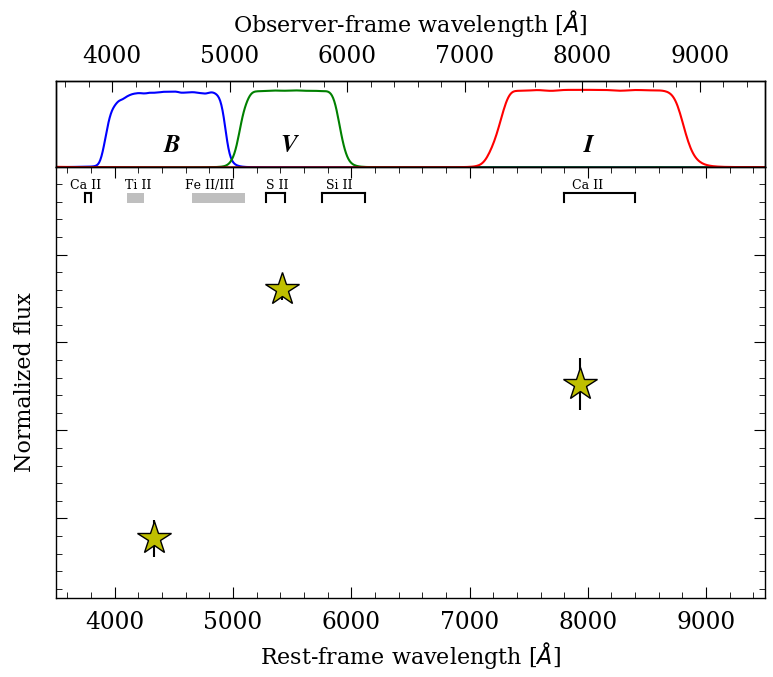 Observer-frame wavelength [Å]
4000 5000 6000 7000 8000 9000
B V I
Ca II Ti II Fe II/III S II Si II Ca II
Normalized flux
4000 5000 6000 7000 8000 9000
Rest-frame wavelength [Å]